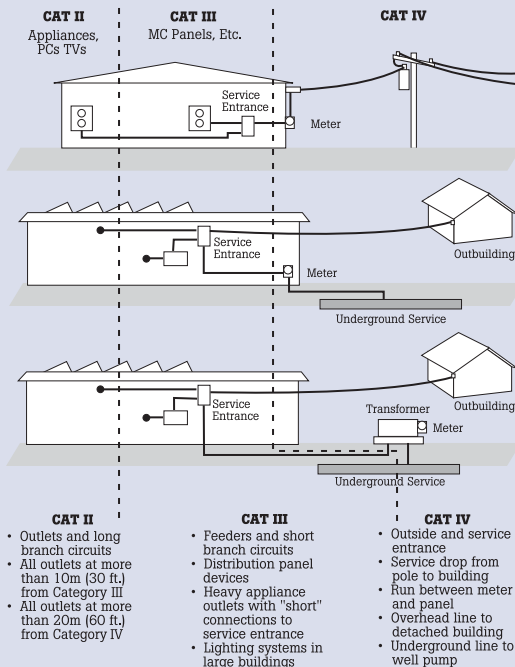 CAT II
Appliances,
PCs TVs
CAT III
MC Panels, Etc.
CAT IV
Service
Entrance
Meter
Service
Entrance
Meter
Outbuilding
Underground Service
Service
Entrance
Transformer
Meter
Outbuilding
Underground Service
CAT II
• Outlets and long
branch circuits
• All outlets at more
than 10m (30 ft.)
from Category III
• All outlets at more
than 20m (60 ft.)
from Category IV
CAT III
• Feeders and short
branch circuits
• Distribution panel
devices
• Heavy appliance
outlets with "short"
connections to
service entrance
• Lighting systems in
large buildings
CAT IV
• Outside and service
entrance
• Service drop from
pole to building
• Run between meter
and panel
• Overhead line to
detached building
• Underground line to
well pump